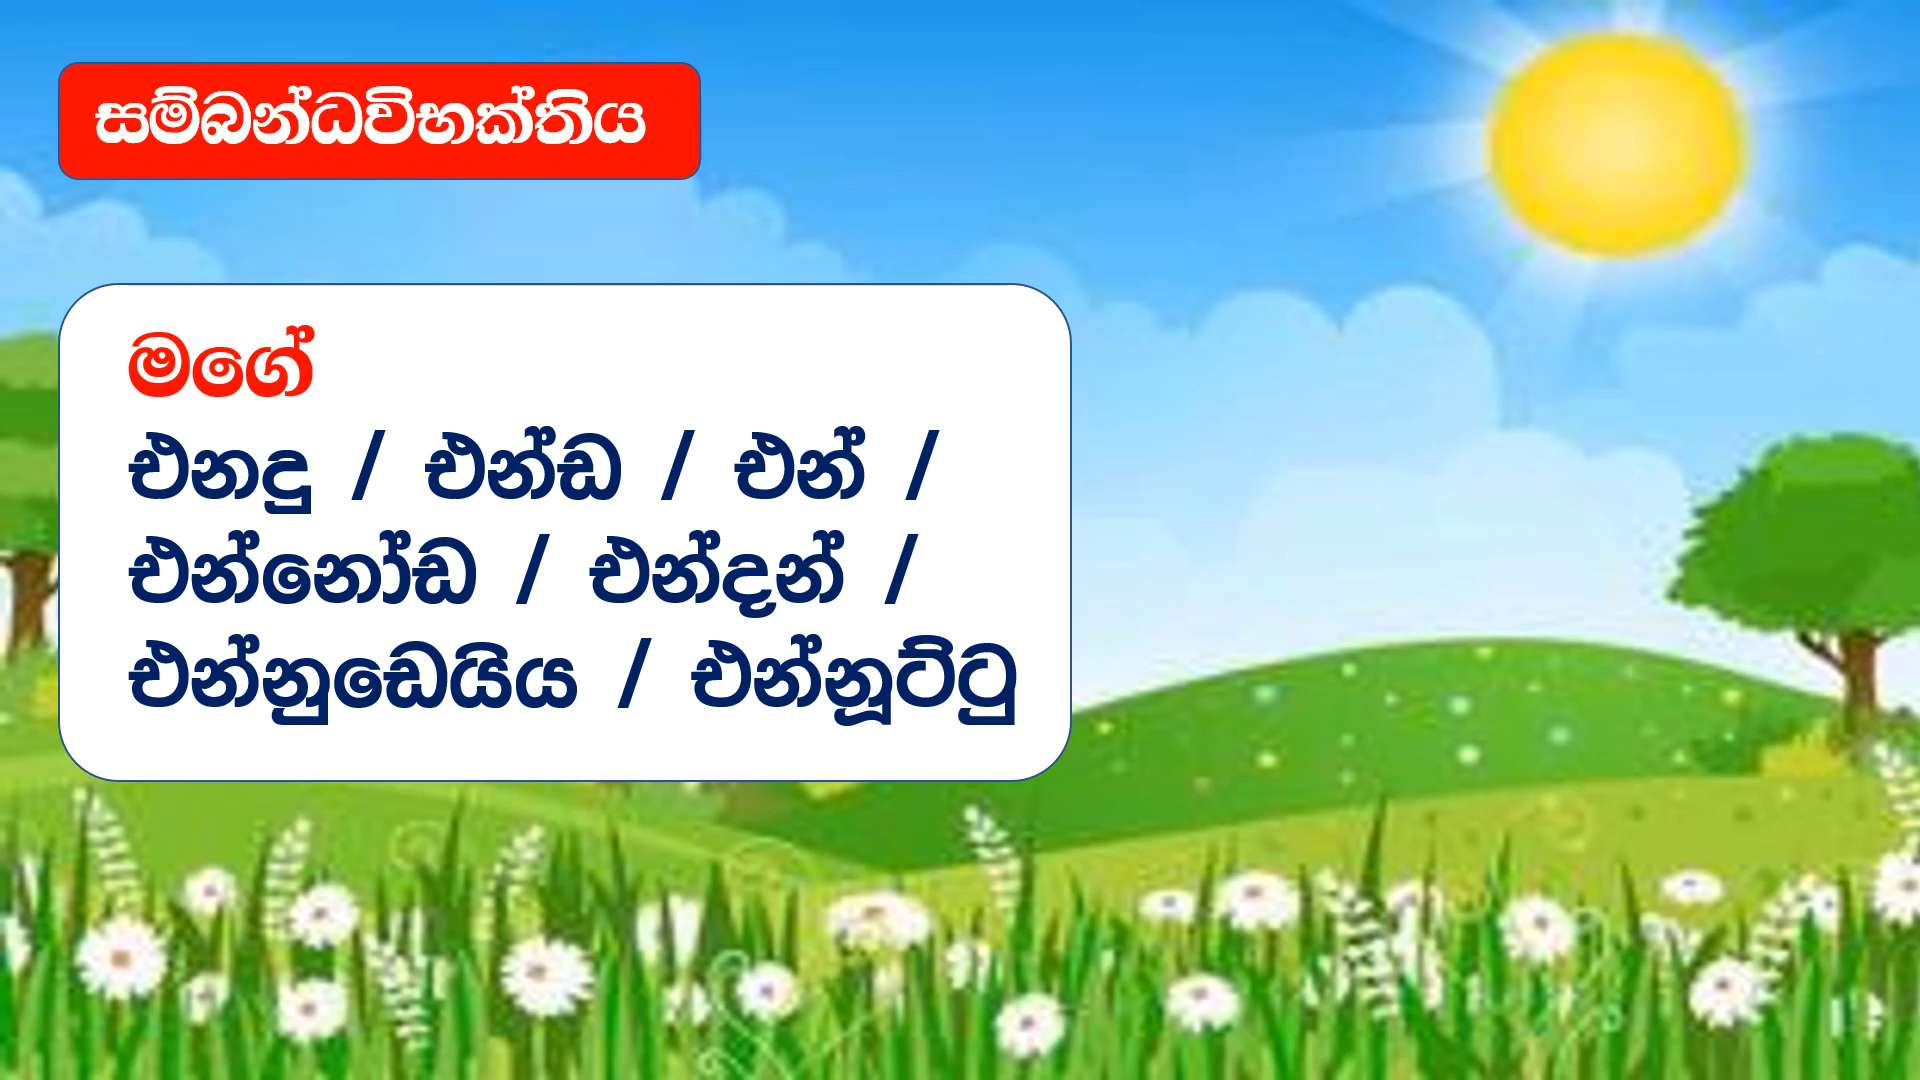 සම්බන්ධවිභක්තිය
මගේ
එනදු / එන්ඩ / එන් /
එන්නෝඩ / එන්දන් /
එන්නුඩෙයිය / එන්නූට්ටු